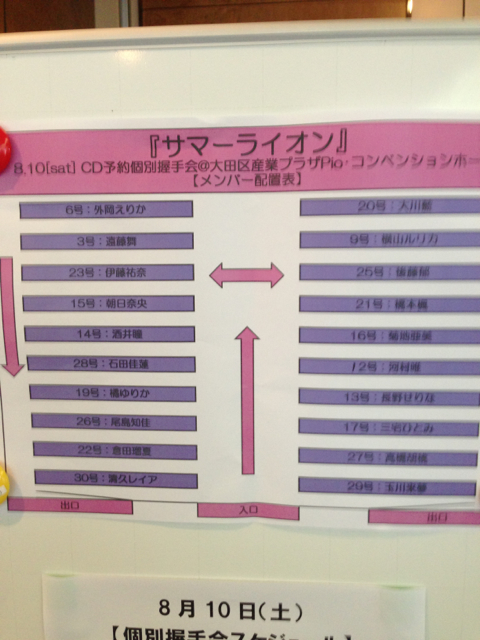 『サマーライオン』
8.10[sat] CD予約個別握手会@大田区産業プラザPio・コンベンションホー
【メンバー配置表】
6号：外岡えりか
3号：遠藤舞
23号：伊藤祐奈
15号：朝日奈央
14号：酒井瞳
28号：石田佳蓮
19号：橘ゆりか
26号：尾島知佳
22号：倉田瑠夏
30号：清久レイア
20号：大川藍
9号：横山ルリカ
25号：後藤郁
21号：橋本楓
16号：菊地亜美
12号：河村唯
13号：長野せりな
17号：三宅ひとみ
27号：高橋胡桃
29号：玉川来夢
出口
入口
出口
8月10日(土)
【個別握手会スケジュール】